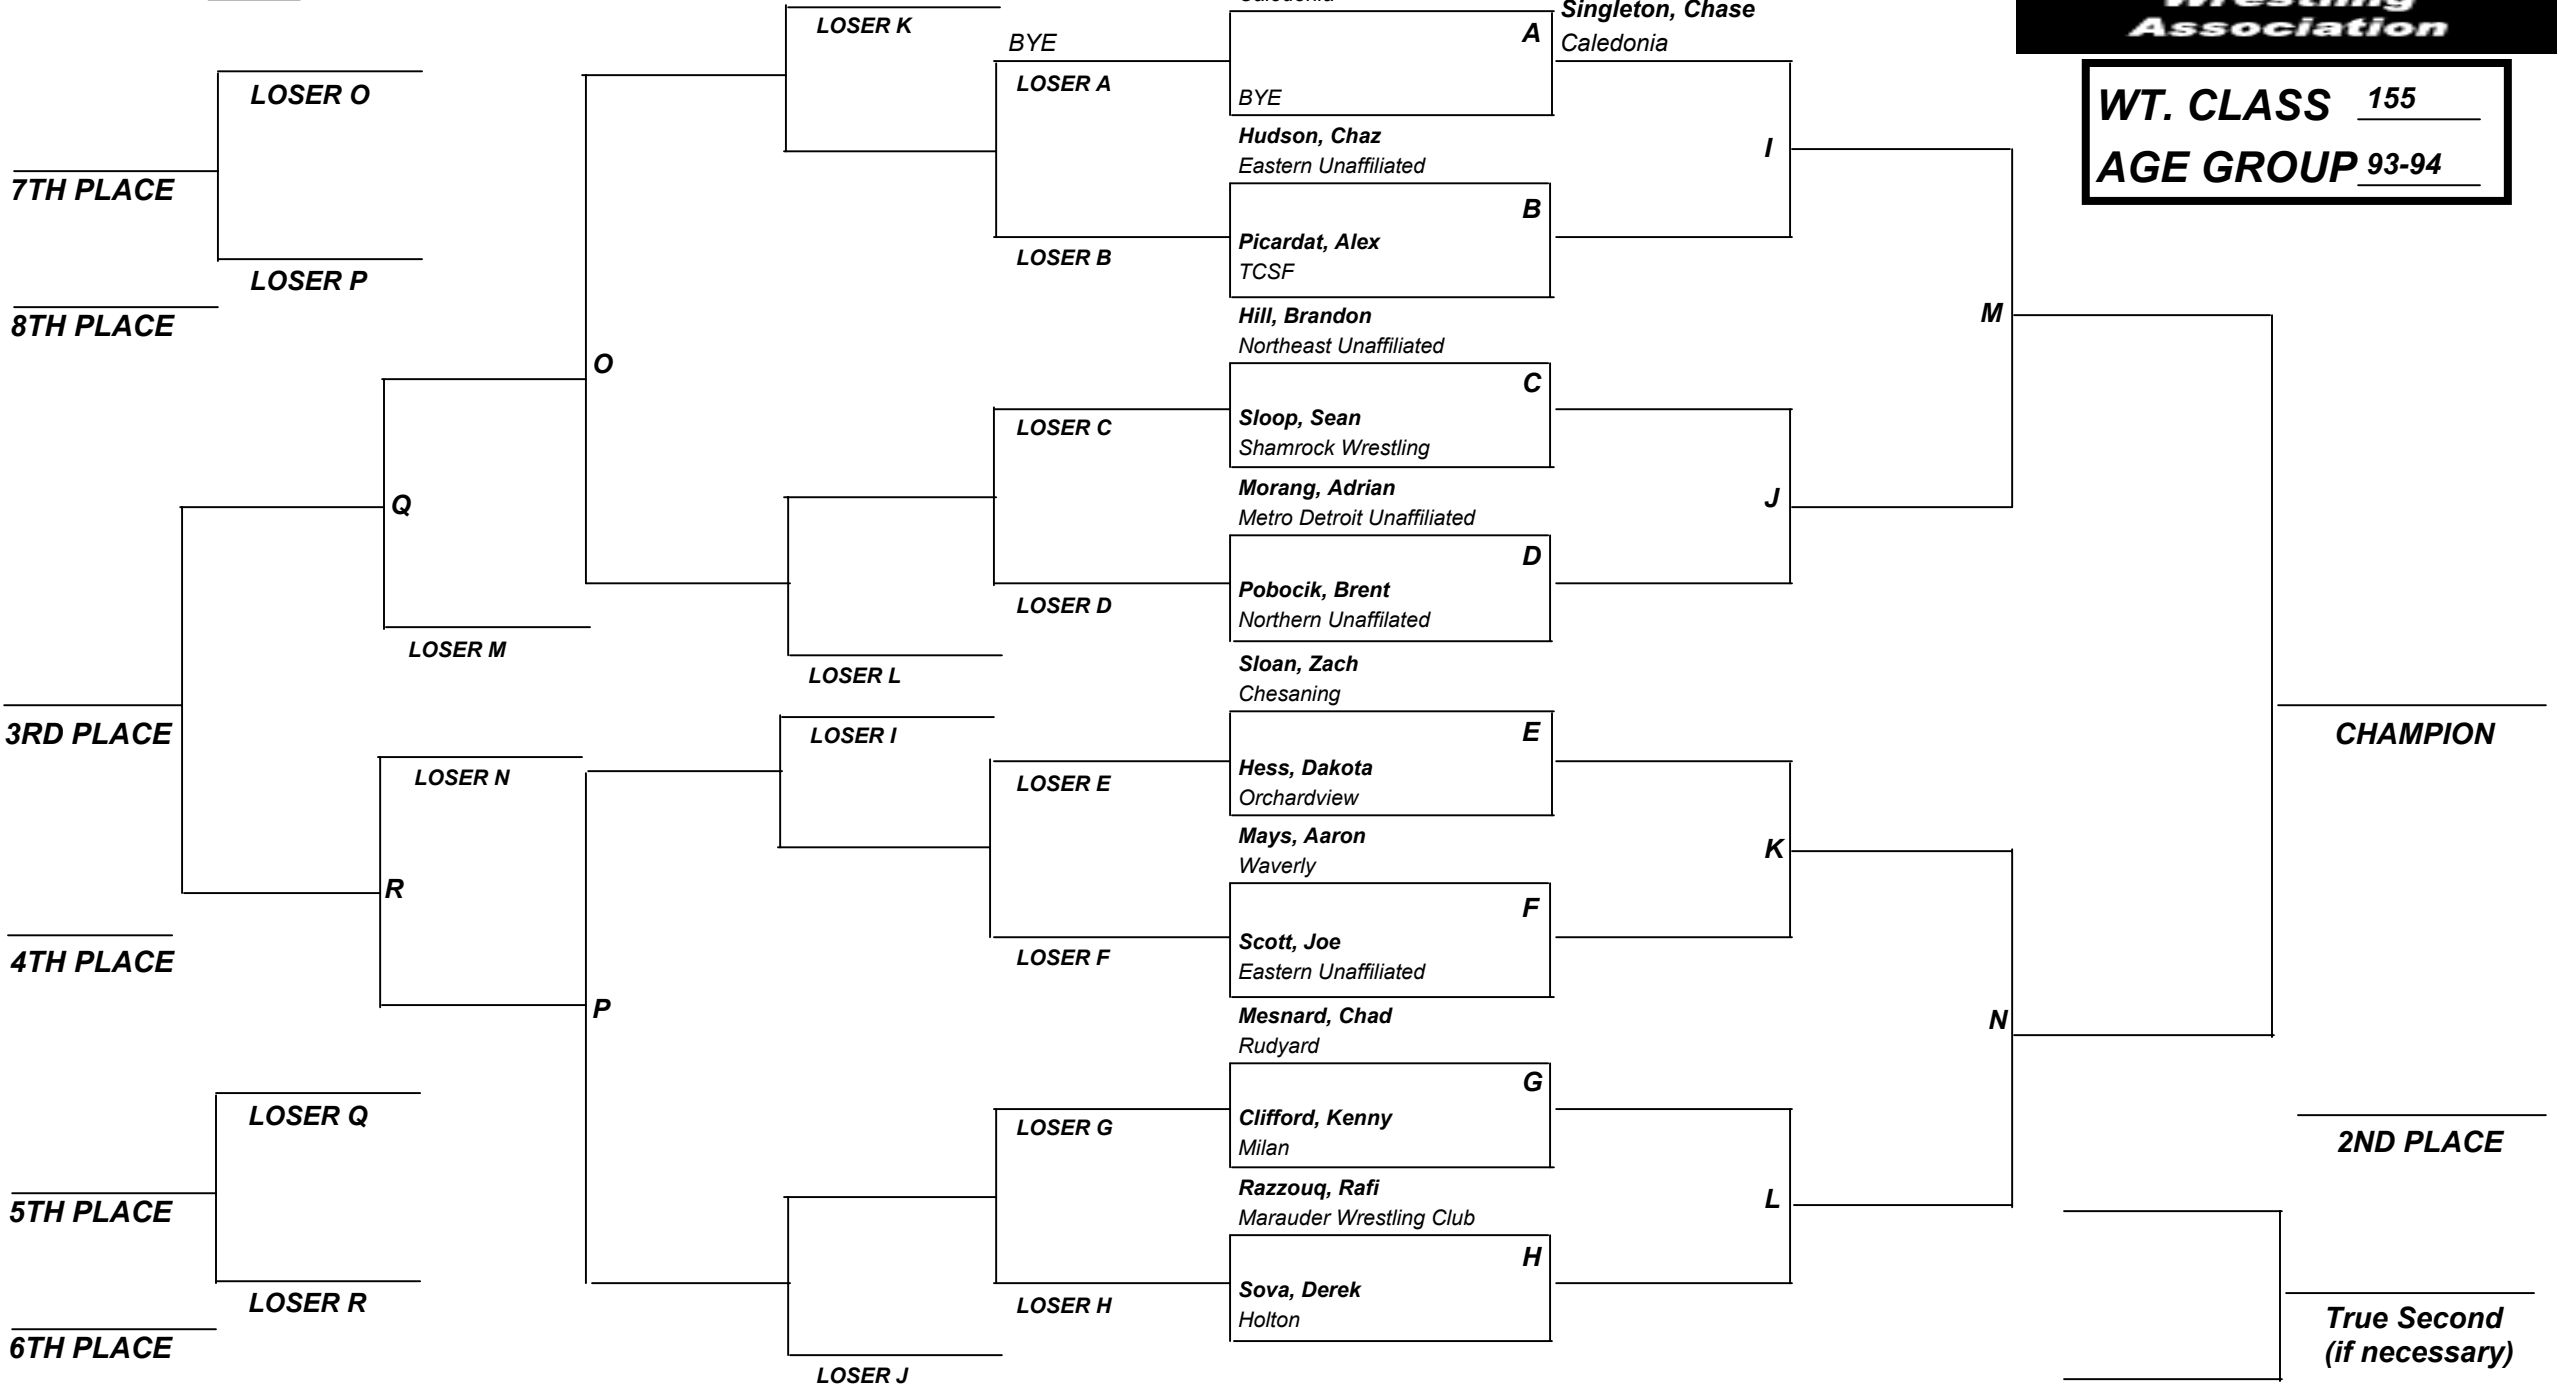 Caledonia
Singleton, Chase
Caledonia
Wrestling
Association
LOSER K
BYE
LOSER A
A
BYE
WT. CLASS 155
AGE GROUP 93-94
LOSER O
7TH PLACE
LOSER P
8TH PLACE
Hudson, Chaz
Eastern Unaffiliated
I
B
Picardat, Alex
TCSF
LOSER B
Hill, Brandon
Northeast Unaffiliated
M
O
C
Sloop, Sean
Shamrock Wrestling
LOSER C
Morang, Adrian
Metro Detroit Unaffiliated
J
Q
D
Pobocik, Brent
Northern Unaffilated
LOSER D
LOSER M
LOSER L
Sloan, Zach
Chesaning
3RD PLACE
LOSER I
E
CHAMPION
LOSER N
LOSER E
Hess, Dakota
Orchardview
Mays, Aaron
Waverly
K
R
F
Scott, Joe
Eastern Unaffiliated
LOSER F
4TH PLACE
P
Mesnard, Chad
Rudyard
N
G
LOSER Q
LOSER G
Clifford, Kenny
Milan
2ND PLACE
5TH PLACE
Razzouq, Rafi
Marauder Wrestling Club
L
H
LOSER R
LOSER H
Sova, Derek
Holton
6TH PLACE
LOSER J
True Second
(if necessary)